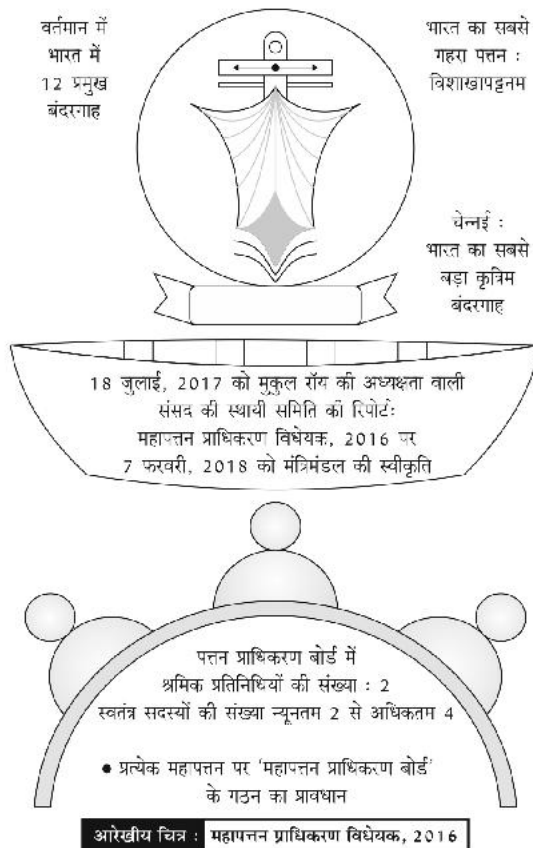 वर्तमान में
भारत में
12 प्रमुख
बंदरगाह
भारत का सबसे
गहरा पत्तन :
विशाखापट्टनम
चेन्नई :
भारत का सबसे
बड़ा कृत्रिम
बंदरगाह
18 जुलाई, 2017 को मुकुल रॉय की अध्यक्षता वाली
संसद की स्थायी समिति की रिपोर्टः
महापत्तन प्राधिकरण विधेयक, 2016 पर
7 फरवरी, 2018 को मंत्रिमंडल की स्वीकृति
पत्तन प्राधिकरण बोर्ड में
श्रमिक प्रतिनिधियों की संख्या : 2
स्वतंत्र सदस्यों की संख्या न्यूनतम 2 से अधिकतम 4
● प्रत्येक महापत्तन पर 'महापत्तन प्राधिकरण बोर्ड'
के गठन का प्रावधान
आरेखीय चित्र : महापत्तन प्राधिकरण विधेयक, 2016